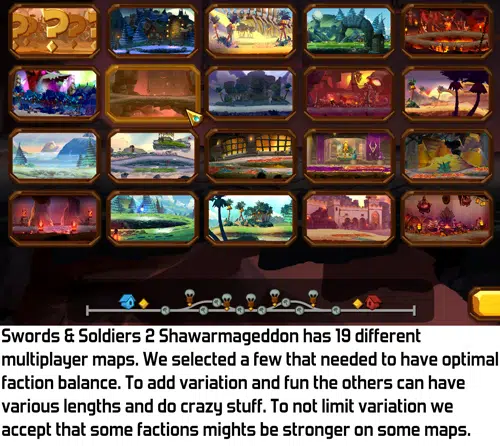 ???
Swords & Soldiers 2 Shawarmageddon has 19 different
multiplayer maps. We selected a few that needed to have optimal
faction balance. To add variation and fun the others can have
various lengths and do crazy stuff. To not limit variation we
accept that some factions mights be stronger on some maps.